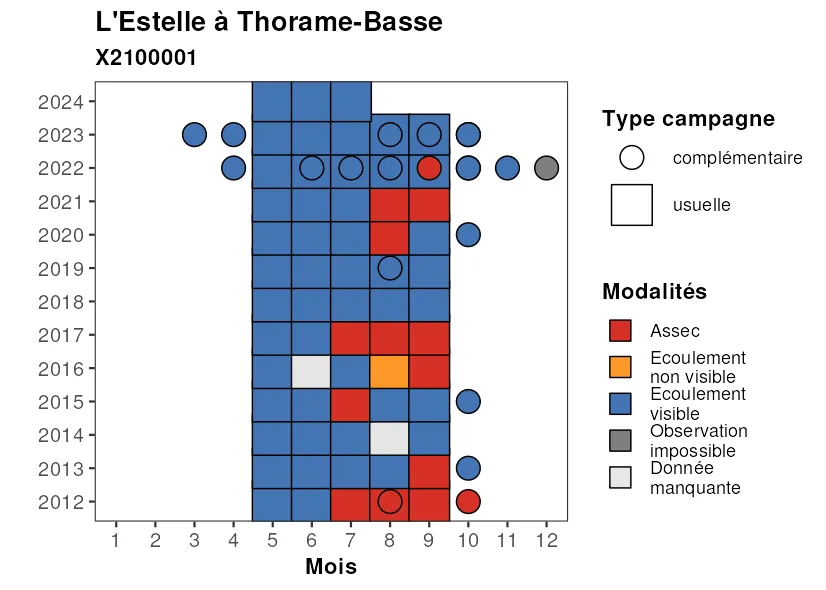 L'Estelle à Thorame-Basse
X2100001
2024
2023
2022
2021
2020
2019
2018
2017
2016
2015
2014
2013
2012
1 2 3 4 5 6 7 8 9 10 11 12
Mois
Type campagne
complémentaire
usuelle
Modalités
Assec
Ecoulement
non visible
Ecoulement
visible
Observation
impossible
Donnée
manquante